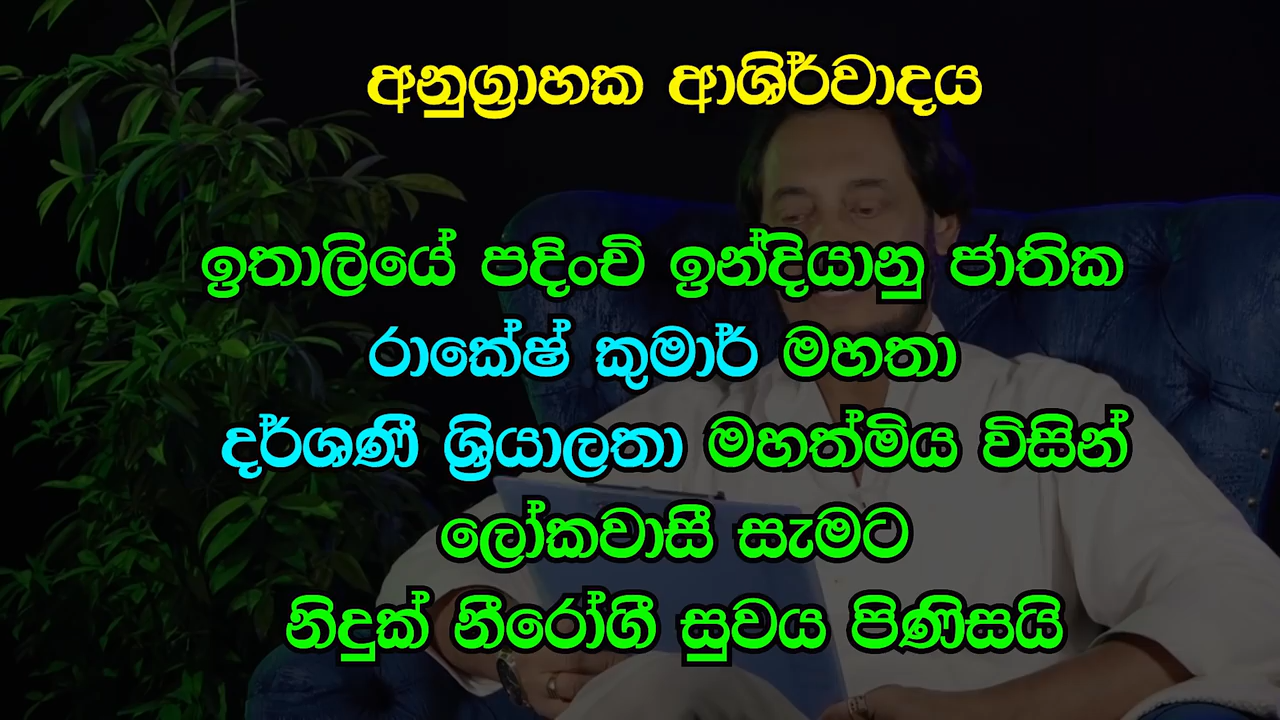 අනුග්‍රාහක ආශිර්වාදය
ඉතාලියේ පදිංචි ඉන්දියානු ජාතික
රාකේෂ් කුමාර් මහතා
දර්ශණී ශ්‍රියාලතා මහත්මිය විසින්
ලෝකවාසී සැමට
නිදුක් නීරෝගී සුවය පිණිසයි